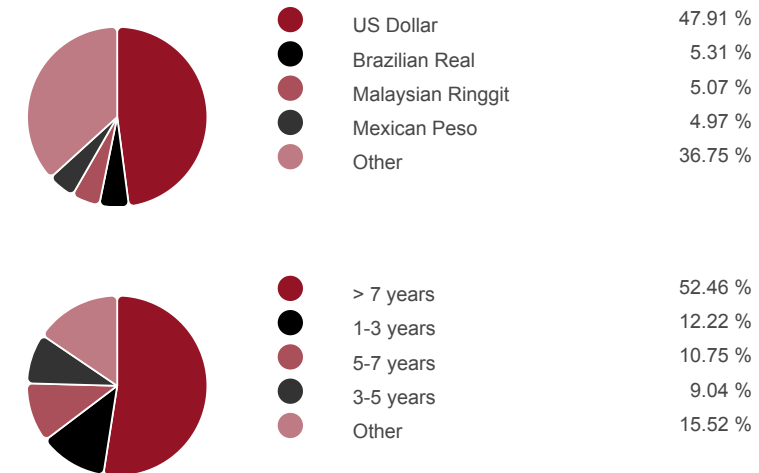 US Dollar 47.91 %
Brazilian Real 5.31 %
Malaysian Ringgit 5.07 %
Mexican Peso 4.97 %
Other 36.75 %
> 7 years 52.46 %
1-3 years 12.22 %
5-7 years 10.75 %
3-5 years 9.04 %
Other 15.52 %